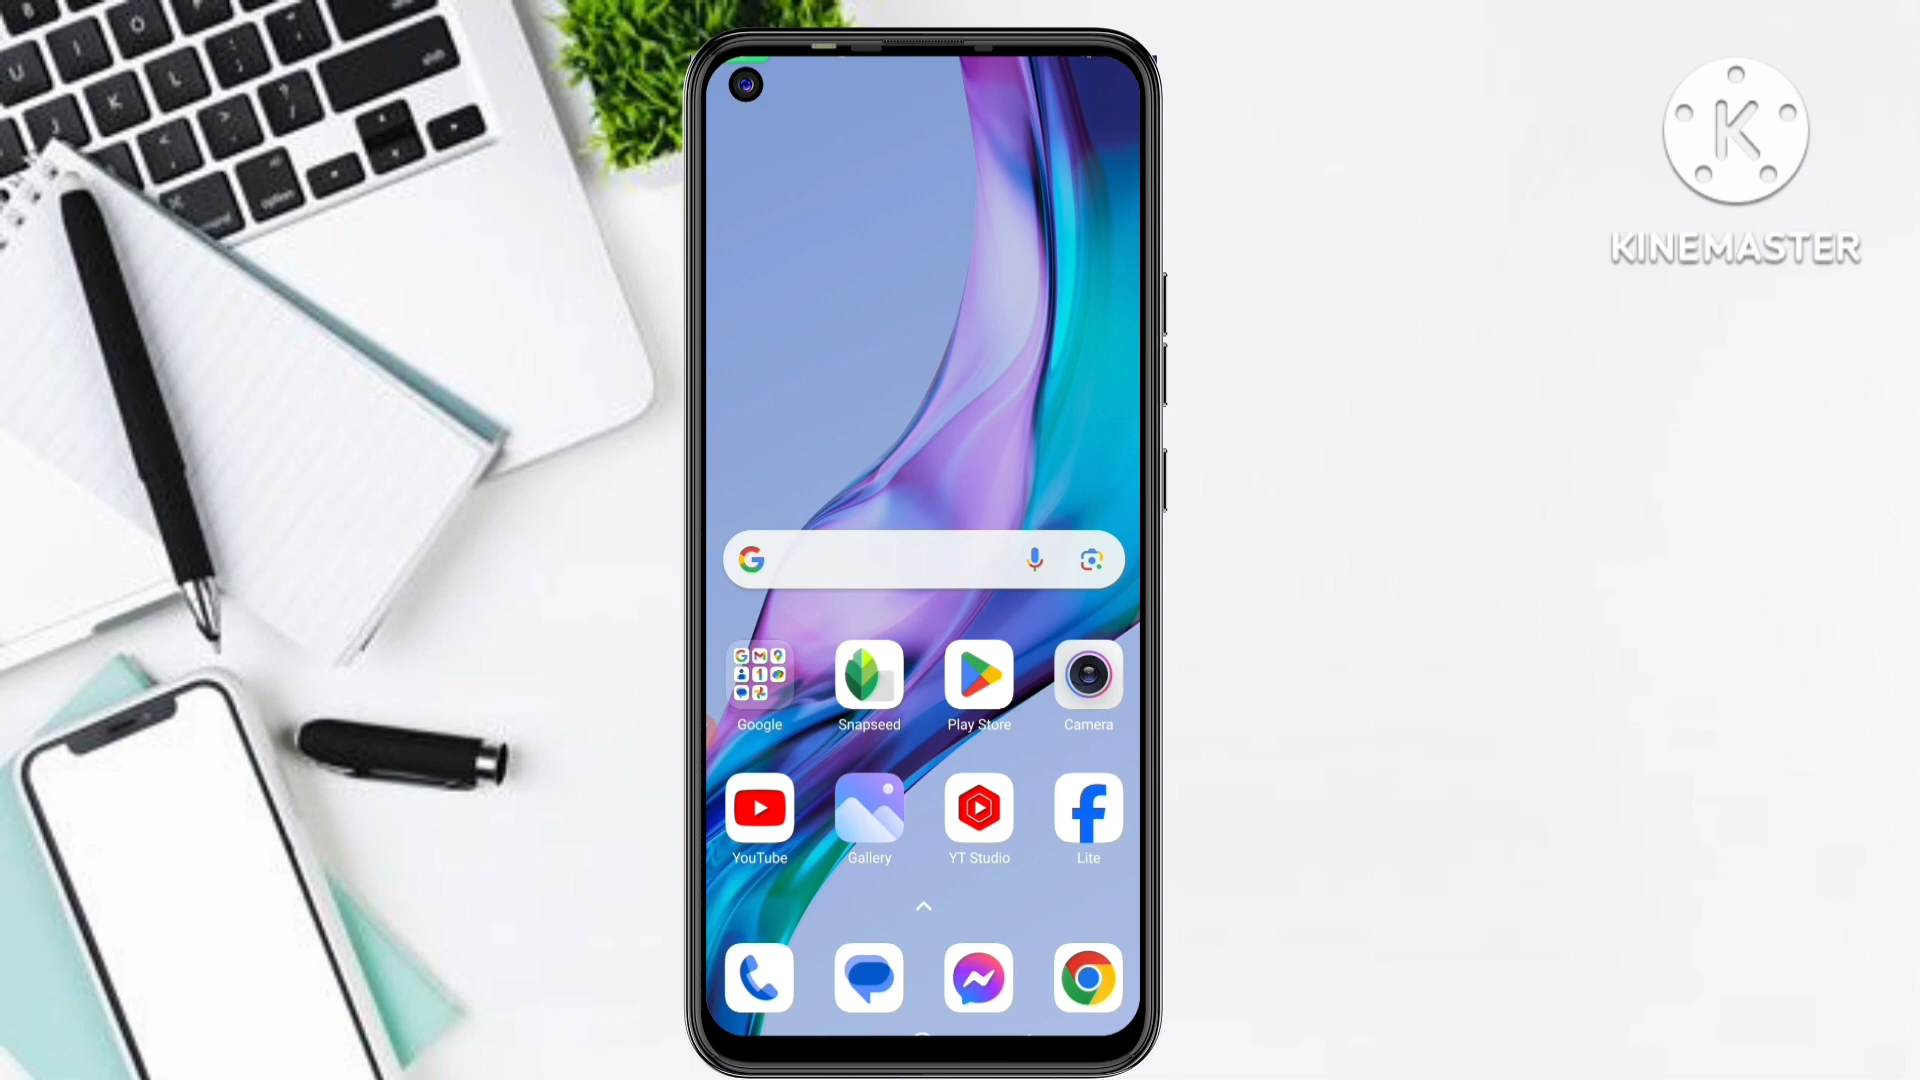 KINEMASTER
Google
Snapseed
Play Store
Camera
YouTube
Gallery
YT Studio
Lite